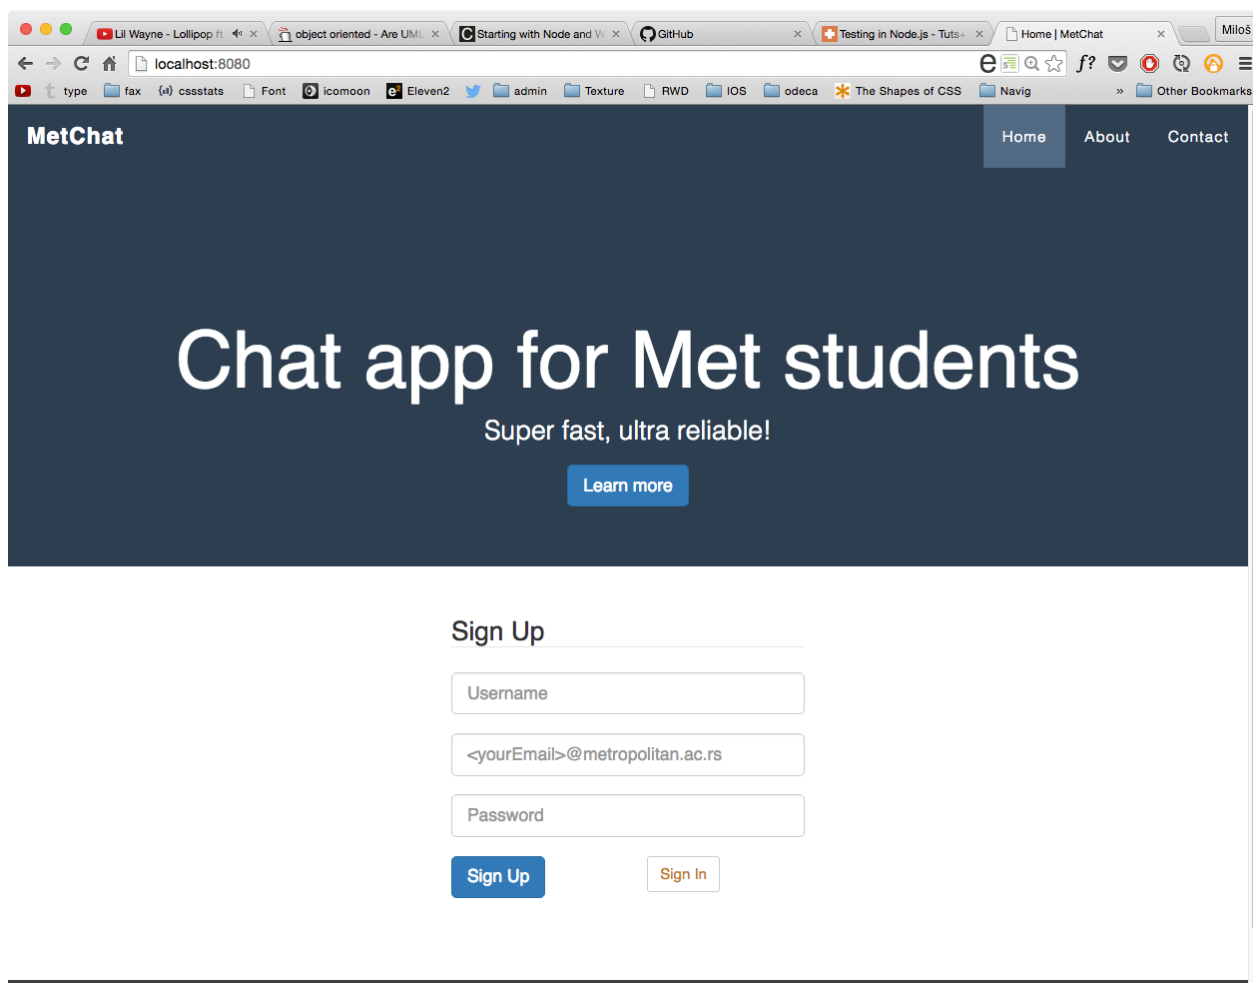 Lil Wayne - Lollipop ft.
object oriented - Are UML
Starting with Node and W
GitHub
Testing in Node.js - Tuts+
Home | MetChat
Miloš
localhost:8080
f?
type
fax
cssstats
Font
icomoon
Eleven2
admin
Texture
RWD
IOS
odeca
The Shapes of CSS
Navig
»
Other Bookmarks
MetChat
Home
About
Contact
Chat app for Met students
Super fast, ultra reliable!
Learn more
Sign Up
Username
<yourEmail>@metropolitan.ac.rs
Password
Sign Up
Sign In